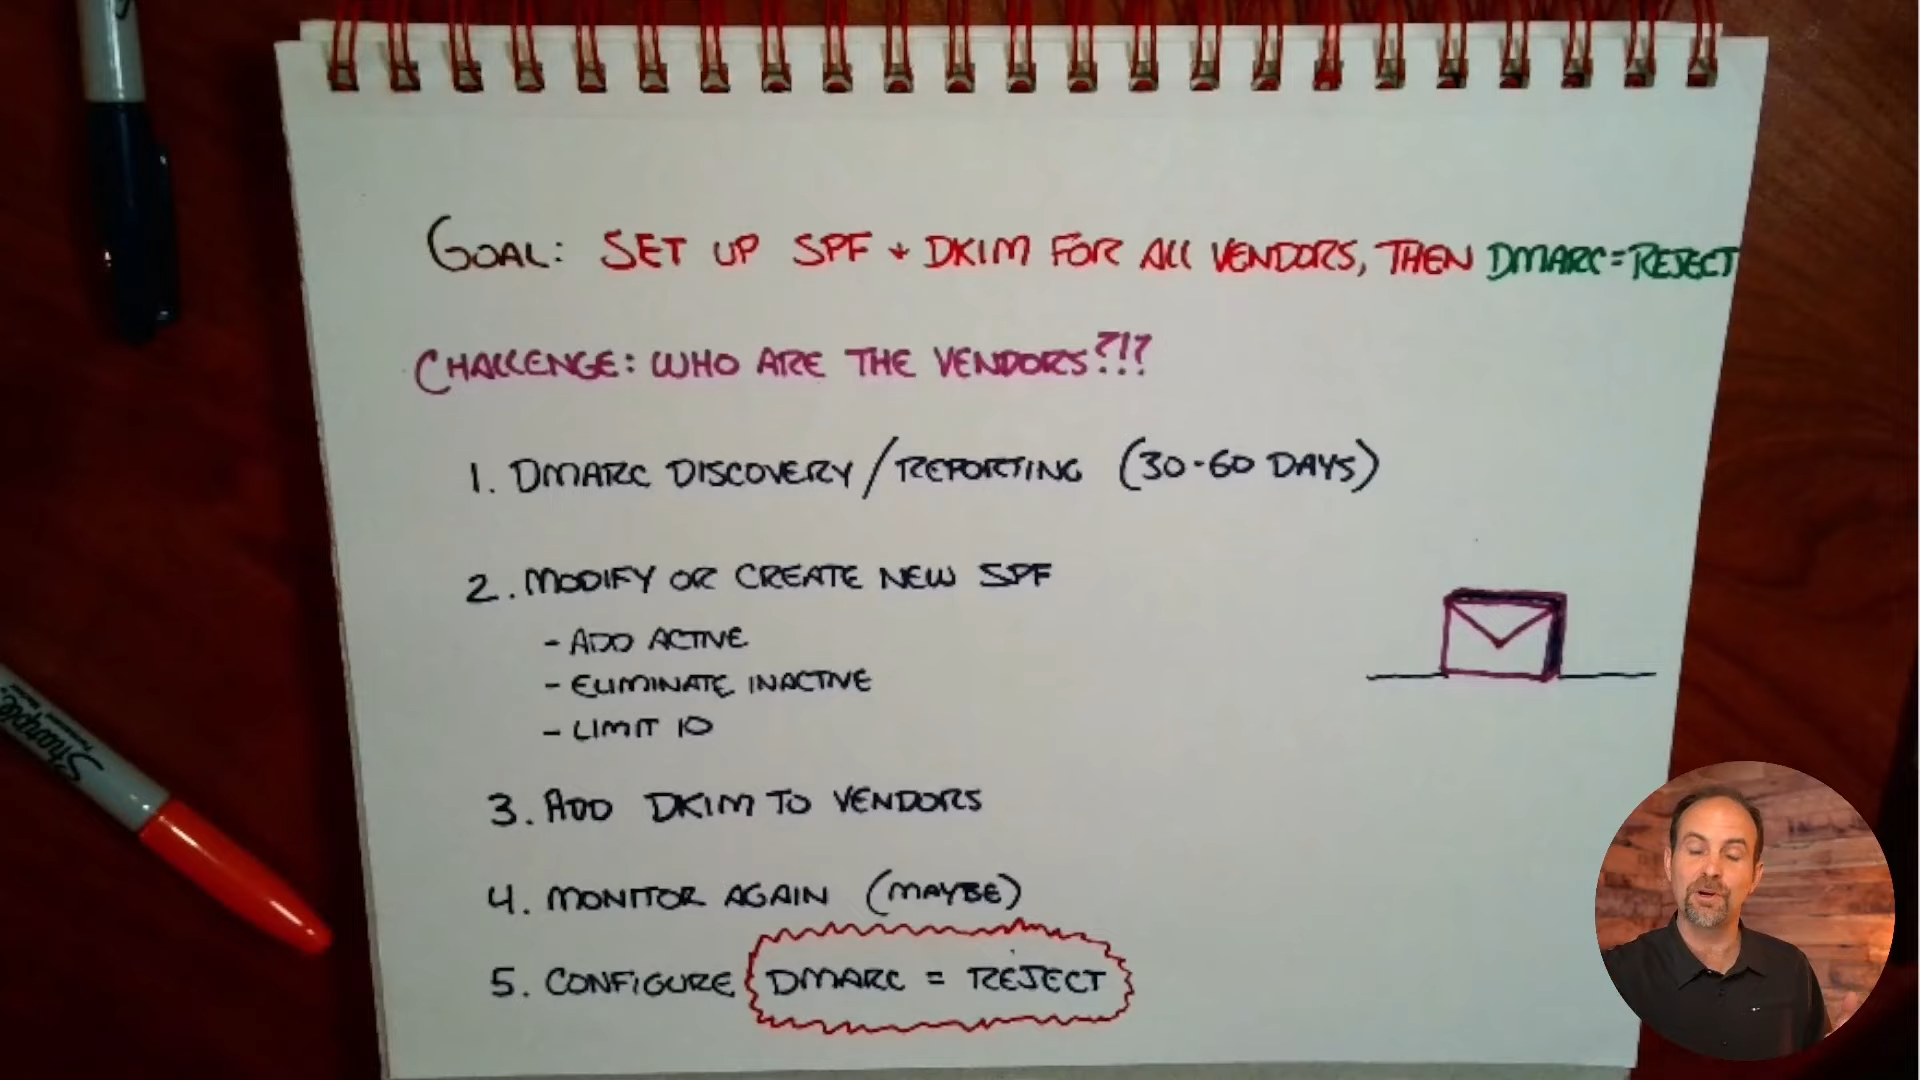 GOAL: SET UP SPF + DKIM FOR ALL VENDORS, THEN DMARC=REJECT
CHALLENGE: WHO ARE THE VENDORS?!?
1. DMARC DISCOVERY/REPORTING (30-60 DAYS)
2. MODIFY OR CREATE NEW SPF
- ADD ACTIVE
- ELIMINATE INACTIVE
- LIMIT 10
3. ADD DKIM TO VENDORS
4. MONITOR AGAIN (MAYBE)
5. CONFIGURE DMARC = REJECT
Sharpie